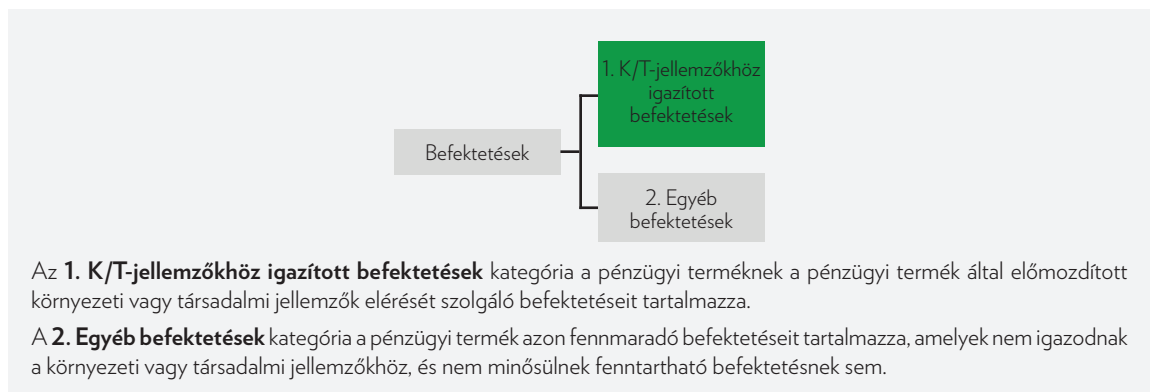 1. K/T-jellemzőkhöz
igazított
befektetések
Befektetések
2. Egyéb
befektetések
Az 1. K/T-jellemzőkhöz igazított befektetések kategória a pénzügyi terméknek a pénzügyi termék által előmozdított
környezeti vagy társadalmi jellemzők elérését szolgáló befektetéseit tartalmazza.
A 2. Egyéb befektetések kategória a pénzügyi termék azon fennmaradó befektetéseit tartalmazza, amelyek nem igazodnak
a környezeti vagy társadalmi jellemzőkhöz, és nem minősülnek fenntartható befektetésnek sem.